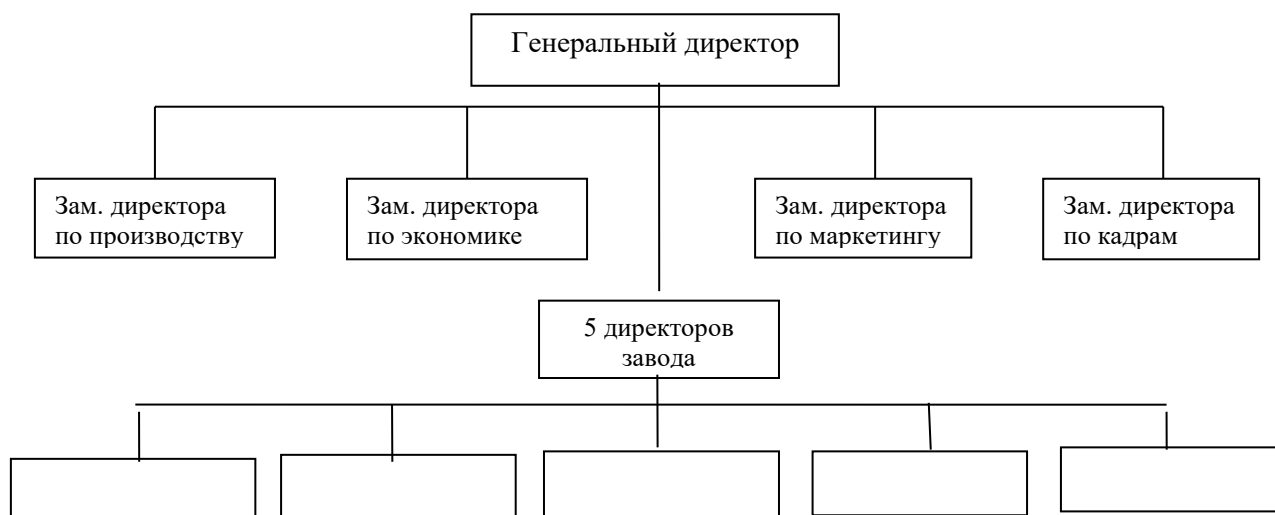 Генеральный директор
Зам. директора
по производству
Зам. директора
по экономике
Зам. директора
по маркетингу
Зам. директора
по кадрам
5 директоров
завода